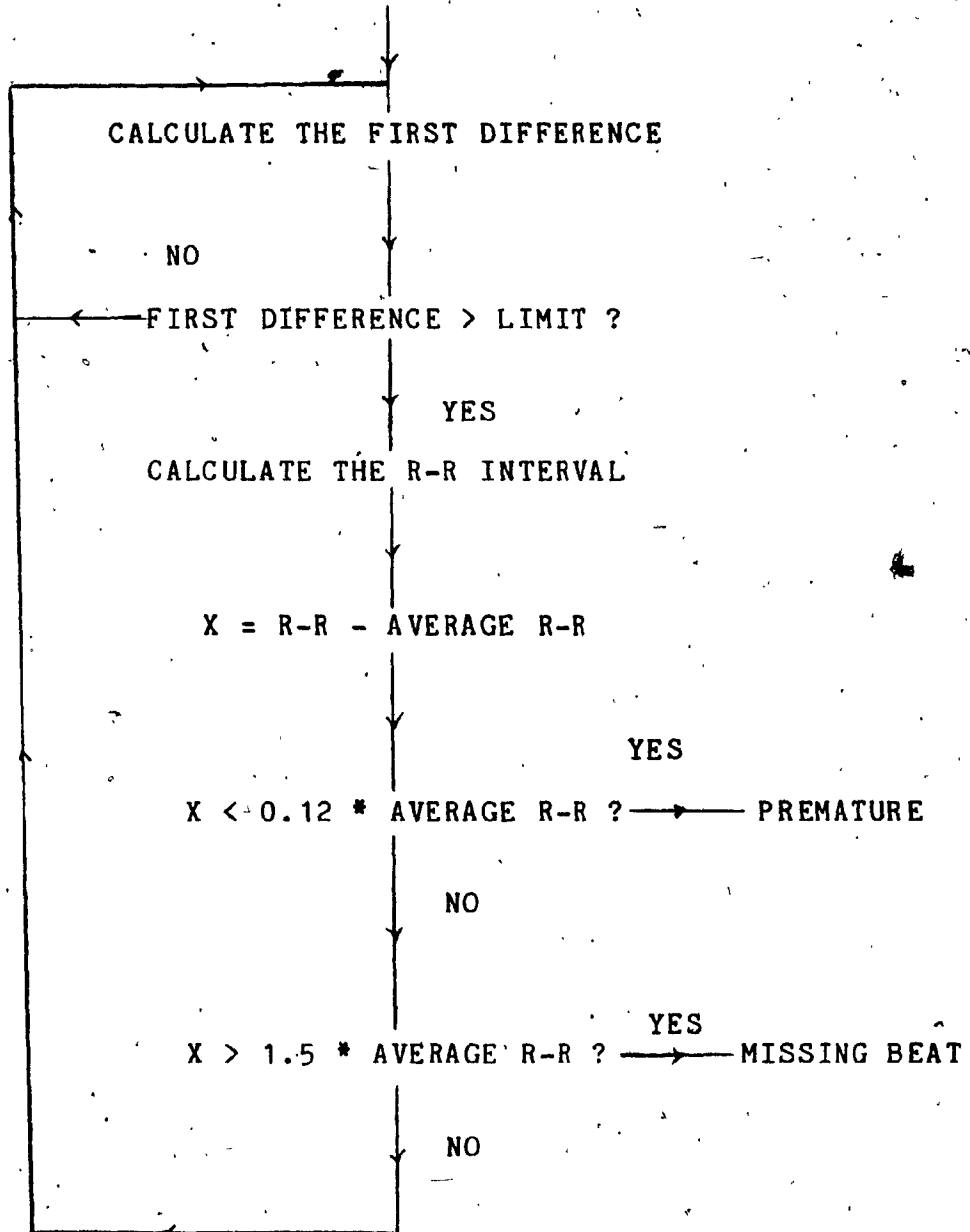 CALCULATE THE FIRST DIFFERENCE
NO
FIRST DIFFERENCE > LIMIT ?
YES
CALCULATE THE R-R INTERVAL
X = R-R - AVERAGE R-R
YES
X < 0.12 * AVERAGE R-R ? PREMATURE
NO
YES
X > 1.5 * AVERAGE R-R ? MISSING BEAT
NO